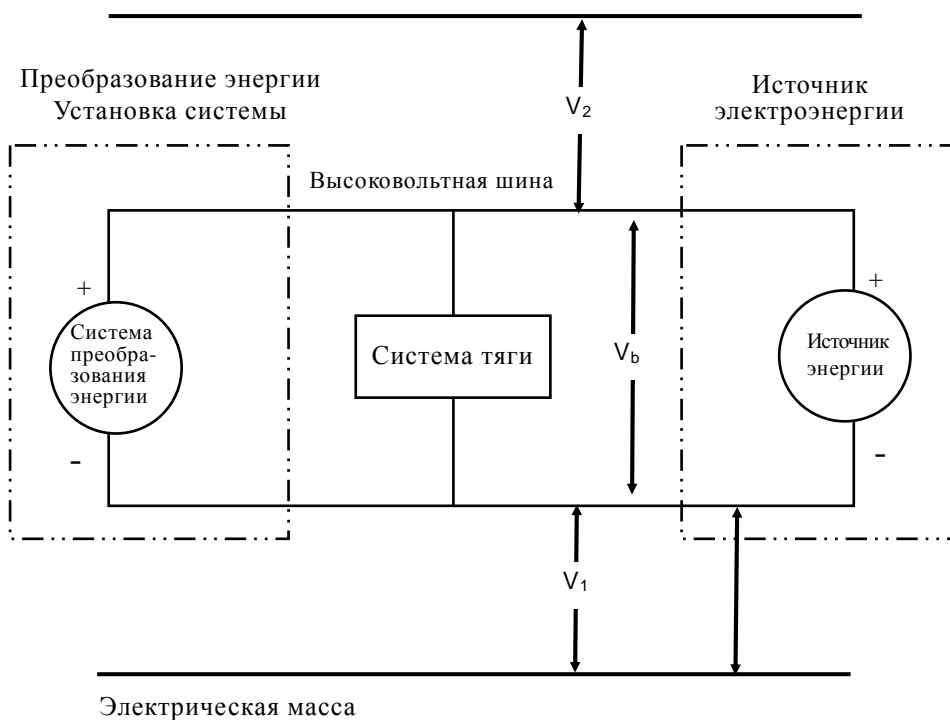 Преобразование энергии
Установка системы
Источник
электроэнергии
V2
Высоковольтная шина
+
+
Система
преобра-
зования
энергии
Система тяги
Vb
Источник
энергии
-
-
V1
Электрическая масса